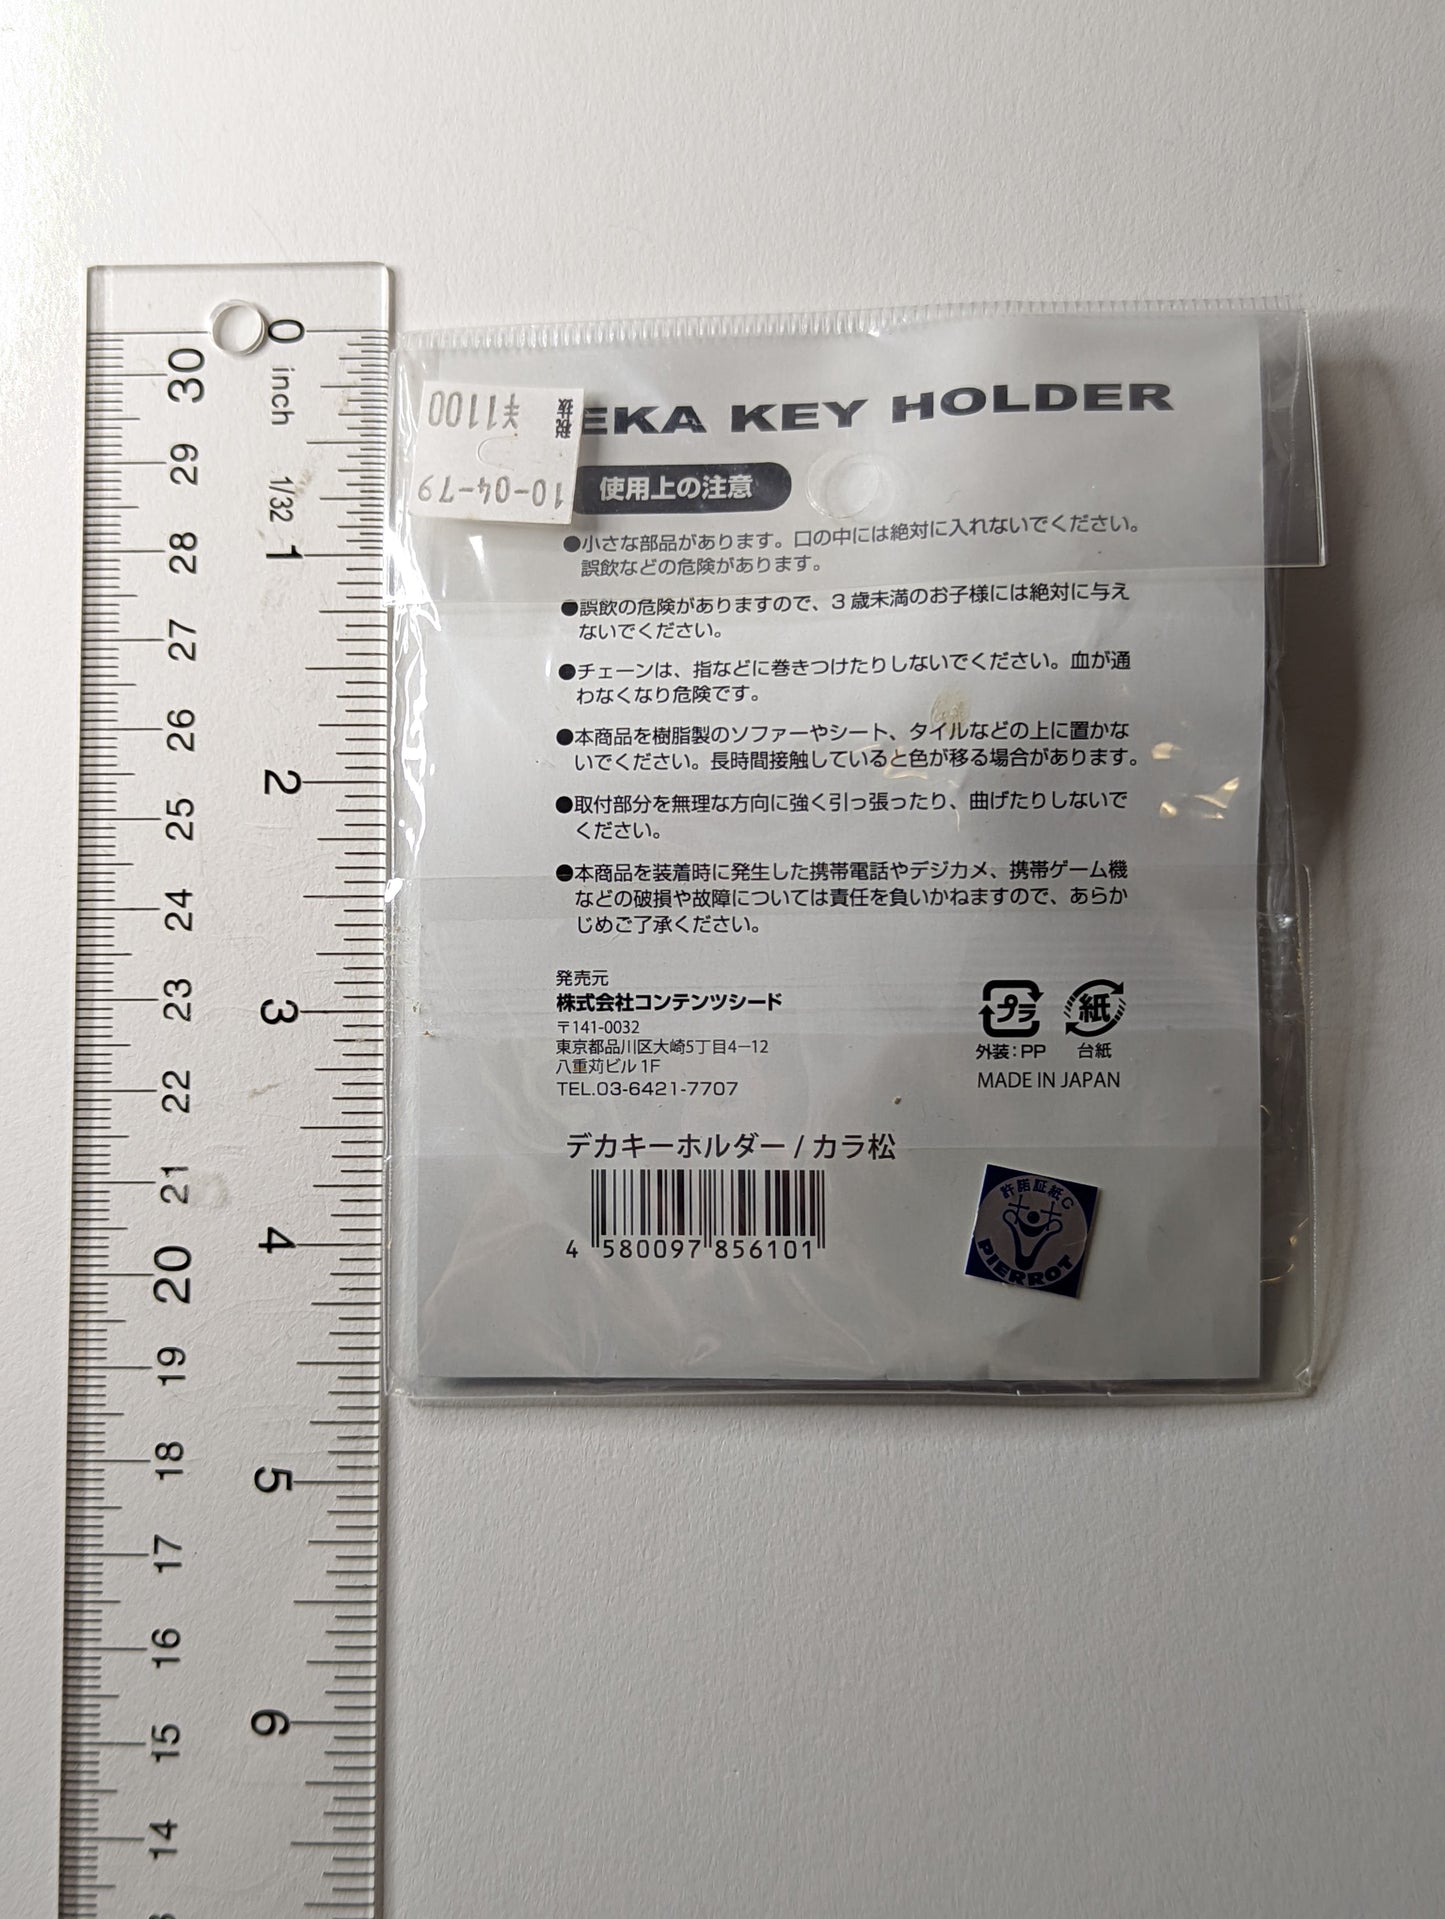 0
inch
1/32
1
2
3
4
5
6
30
29
28
27
26
25
24
23
22
21
20
19
18
17
16
15
14
税抜
¥1100
10-04-79
EKA KEY HOLDER
使用上の注意
●小さな部品があります。口の中には絶対に入れないでください。
誤飲などの危険があります。
●誤飲の危険がありますので、3歳未満のお子様には絶対に与え
ないでください。
●チェーンは、指などに巻きつけたりしないでください。血が通
わなくなり危険です。
●本商品を樹脂製のソファーやシート、タイルなどの上に置かな
いでください。長時間接触していると色が移る場合があります。
●取付部分を無理な方向に強く引っ張ったり、曲げたりしないで
ください。
●本商品を装着時に発生した携帯電話やデジカメ、携帯ゲーム機
などの破損や故障については責任を負いかねますので、あらか
じめご了承ください。
発売元
株式会社コンテンツシード
〒141-0032
東京都品川区大崎5丁目4−12
八重苅ビル1F
TEL.03-6421-7707
プラ
紙
外装：PP 台紙
MADE IN JAPAN
デカキーホルダー / カラ松
4 580097 856101
許諾証紙C
PIERROT